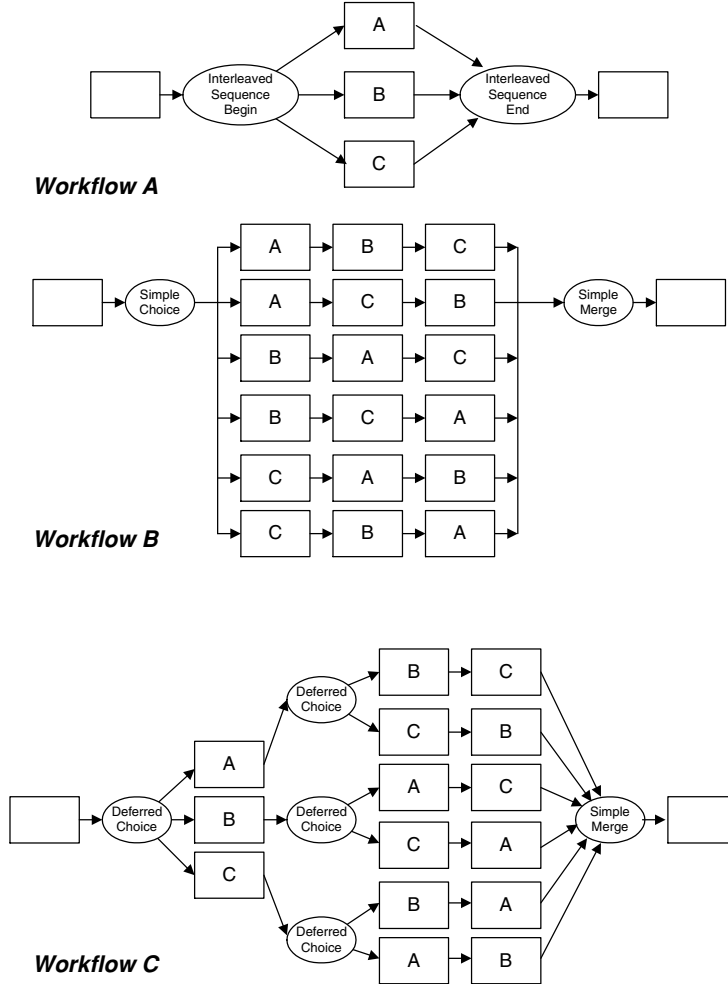 A
Interleaved
Sequence
Begin
B
Interleaved
Sequence
End
C
Workflow A
A B C
Simple
Choice
A C B
Simple
Merge
B A C
B C A
C A B
C B A
Workflow B
Deferred
Choice
B C
C B
A
Deferred
Choice
B
Deferred
Choice
A C
C A
Simple
Merge
C
Deferred
Choice
B A
A B
Workflow C